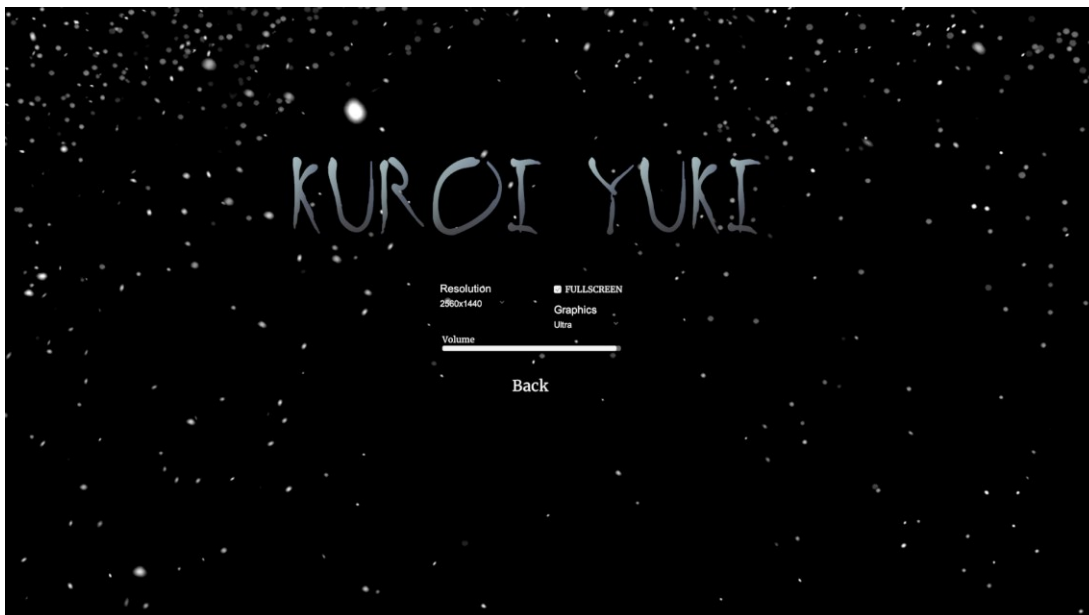 KUROI YUKI
Resolution
2560x1440
FULLSCREEN
Graphics
Ultra
Volume
Back